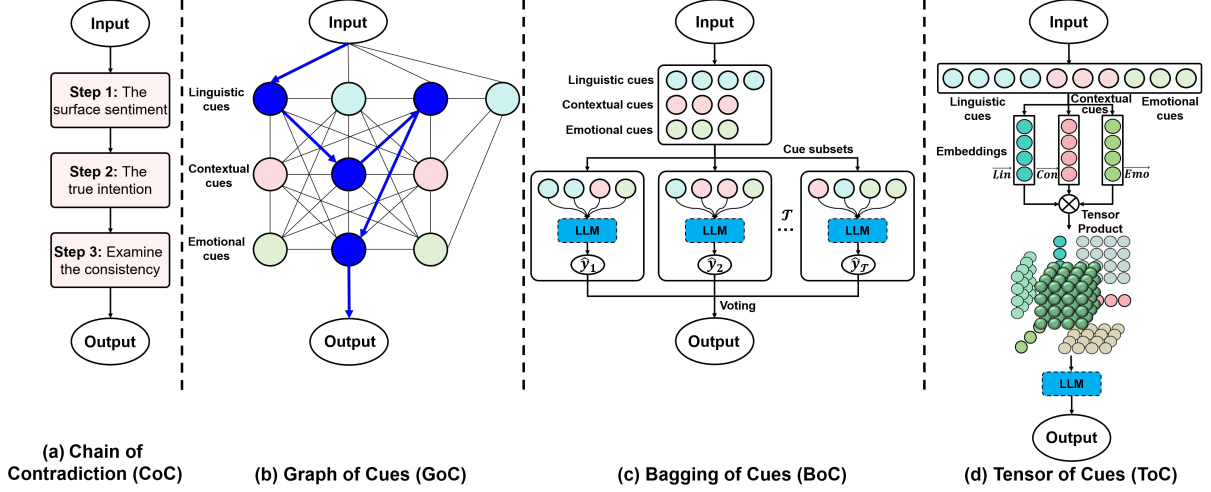 Input
Step 1: The
surface sentiment
Step 2: The
true intention
Step 3: Examine
the consistency
Output
(a) Chain of
Contradiction (CoC)
Input
Linguistic
cues
Contextual
cues
Emotional
cues
Output
(b) Graph of Cues (GoC)
Input
Linguistic cues
Contextual cues
Emotional cues
Cue subsets
LLM
LLM
𝒯
...
LLM
ŷ₁
ŷ₂
ŷ𝒯
Voting
Output
(c) Bagging of Cues (BoC)
Input
Linguistic
cues
Contextual
cues
Emotional
cues
Embeddings
Lin
Con
Emo
Tensor
Product
LLM
Output
(d) Tensor of Cues (ToC)